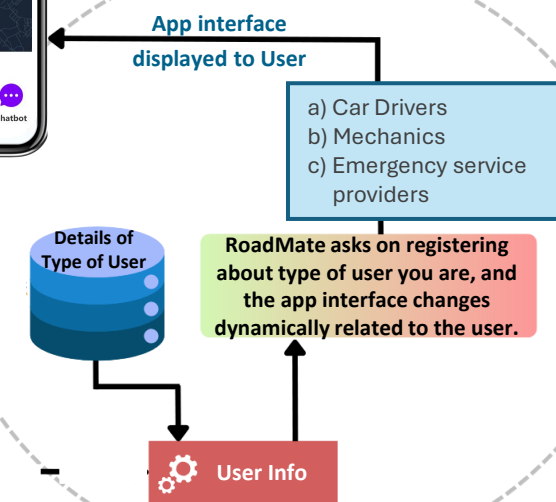 App interface
displayed to User
hatbot
a) Car Drivers
b) Mechanics
c) Emergency service
providers
Details of
Type of User
RoadMate asks on registering
about type of user you are, and
the app interface changes
dynamically related to the user.
User Info